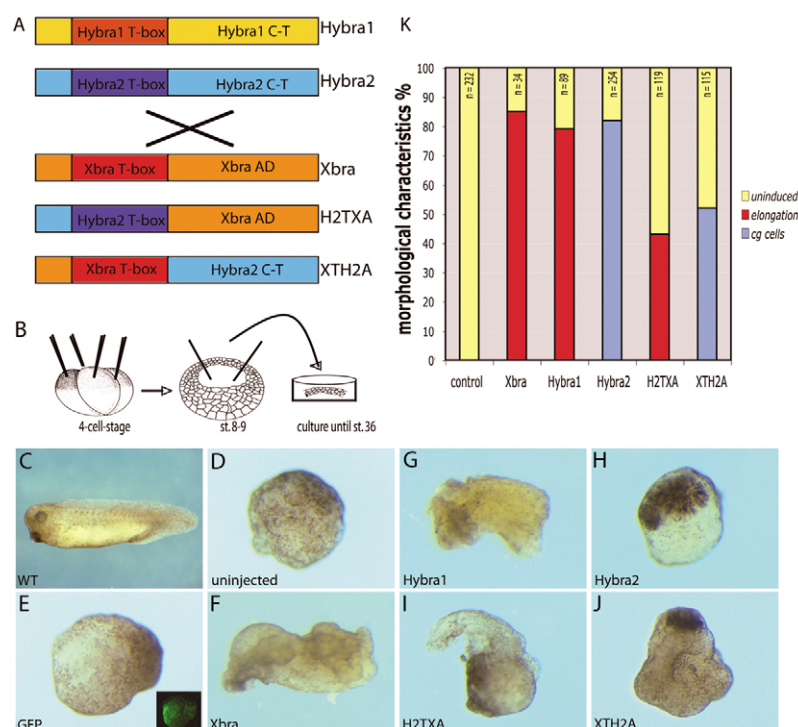 A
Hybra1 T-box Hybra1 C-T Hybra1
Hybra2 T-box Hybra2 C-T Hybra2
Xbra T-box Xbra AD Xbra
Hybra2 T-box Xbra AD H2TXA
Xbra T-box Hybra2 C-T XTH2A
B
4-cell-stage st.8-9 culture until st.36
K
morphological characteristics %
100
90
80
70
60
50
40
30
20
10
0
n = 232 n = 34 n = 89 n = 254 n = 119 n = 115
control Xbra Hybra1 Hybra2 H2TXA XTH2A
uninduced
elongation
cg cells
C D G H
WT uninjected Hybra1 Hybra2
E F I J
GFP Xbra H2TXA XTH2A